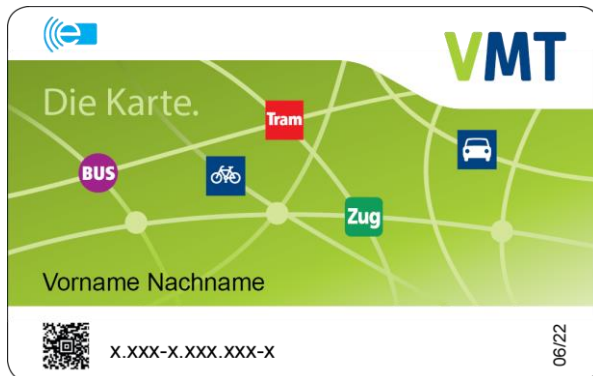 e
VMT
Die Karte.
Tram
BUS
Zug
Vorname Nachname
x.xxx-x.xxx.xxx-x
06/22